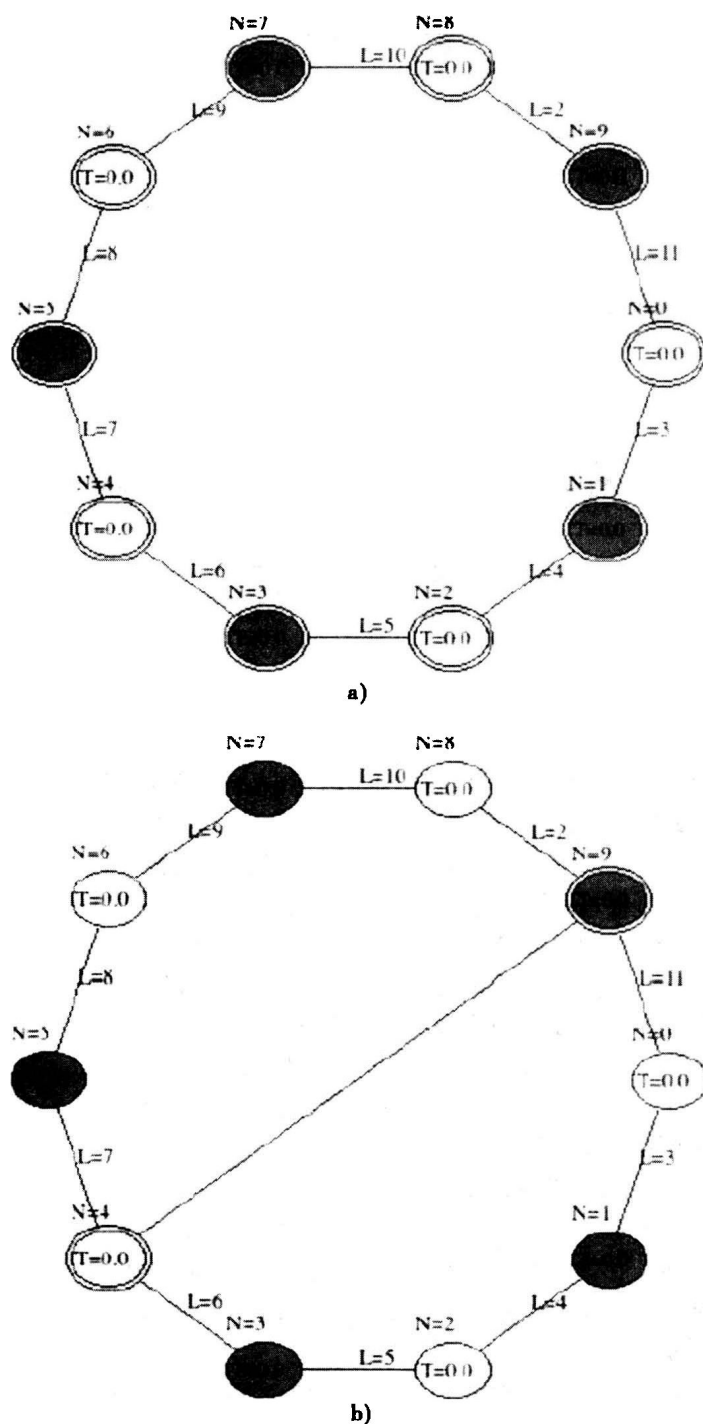 N=7 N=8
L=10
T=0.0
L=9 L=2
N=6 N=9
T=0.0
L=8 L=11
N=5 N=0
T=0.0
L=7 L=3
N=4 N=1
T=0.0
L=6 L=4
N=3 N=2
L=5 T=0.0
a)
N=7 N=8
L=10
T=0.0
L=9 L=2
N=6 N=9
T=0.0
L=8 L=11
N=5 N=0
T=0.0
L=7 L=3
N=4 N=1
T=0.0
L=6 L=4
N=3 N=2
L=5 T=0.0
b)